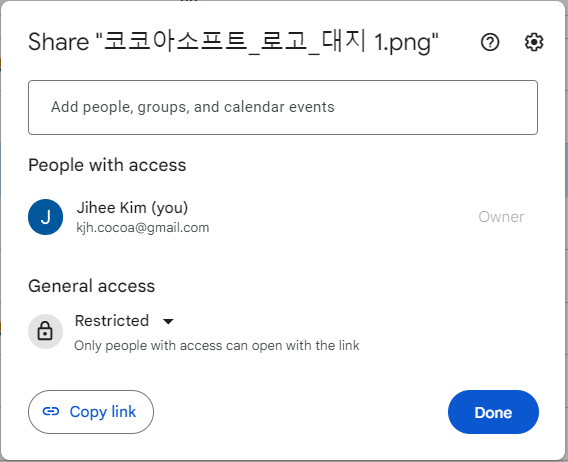 Share "코코아소프트_로고_대지 1.png"
Add people, groups, and calendar events
People with access
J
Jihee Kim (you)
kjh.cocoa@gmail.com
Owner
General access
Restricted
Only people with access can open with the link
Copy link
Done